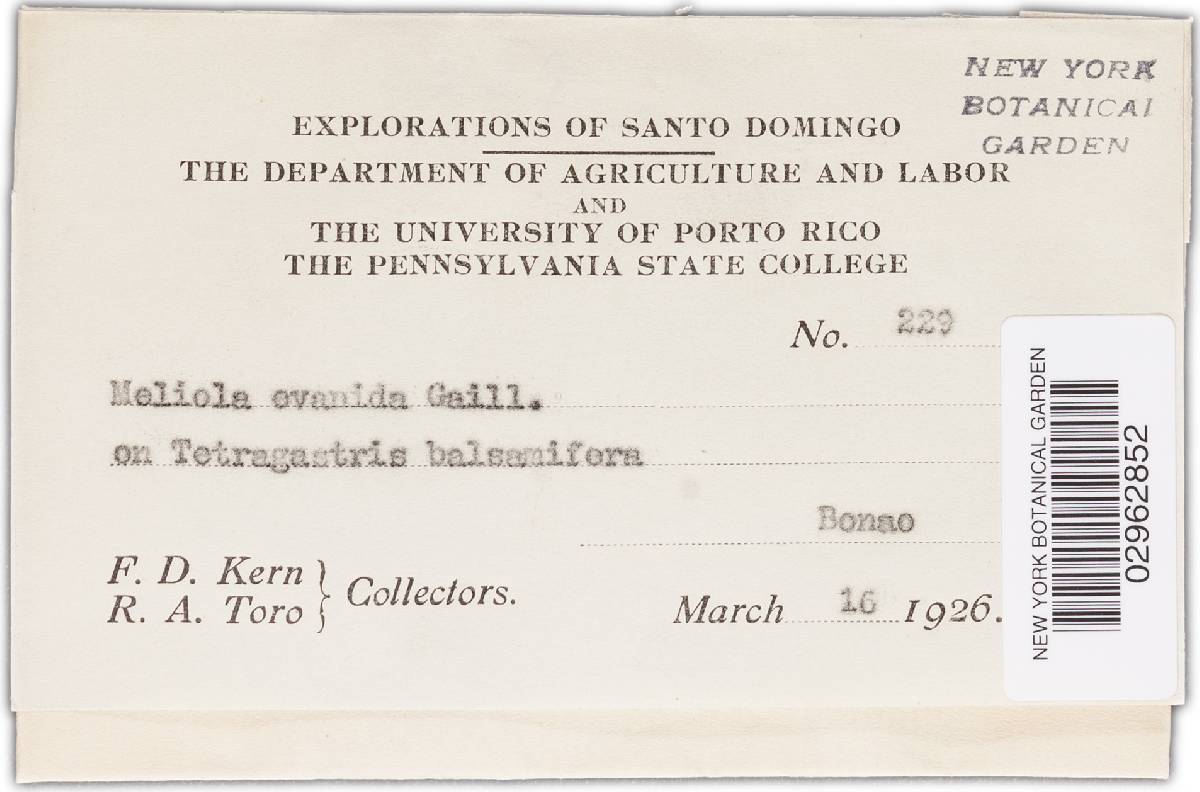 NEW YORK
BOTANICAL
GARDEN
EXPLORATIONS OF SANTO DOMINGO
THE DEPARTMENT OF AGRICULTURE AND LABOR
AND
THE UNIVERSITY OF PORTO RICO
THE PENNSYLVANIA STATE COLLEGE
No. 229
Meliola evanida Gaill.
on Tetragastris balsamifera
Bonao
F. D. Kern
R. A. Toro } Collectors.
March 16 1926.
NEW YORK BOTANICAL GARDEN
02962852